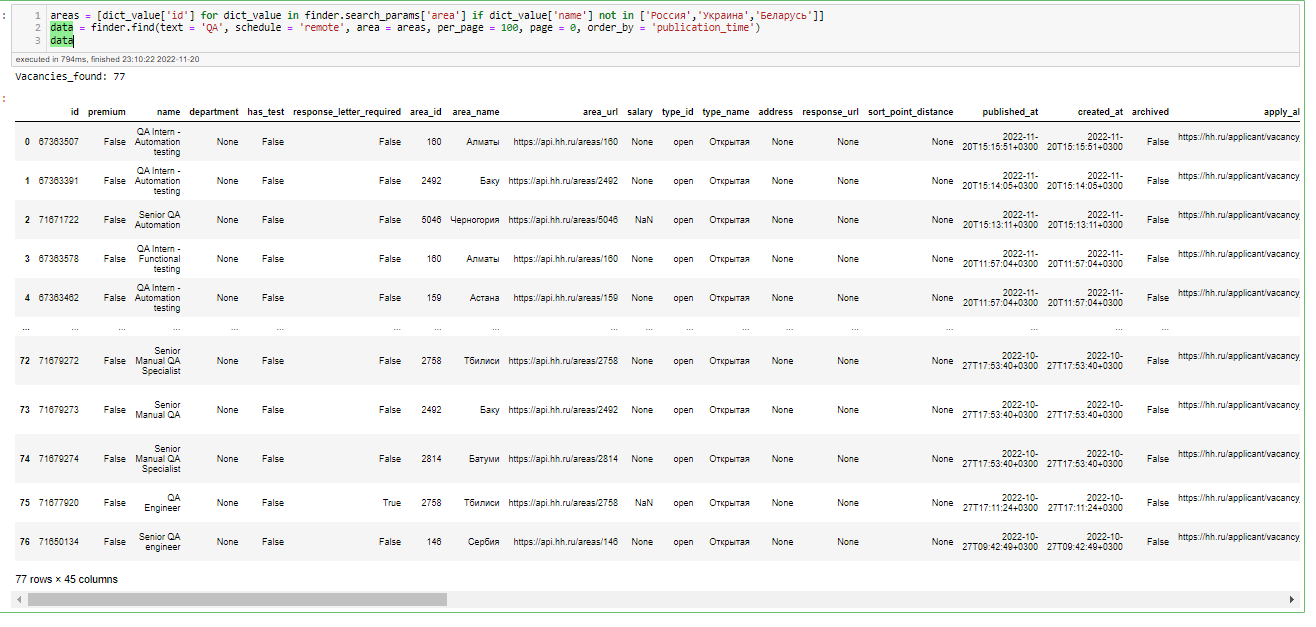 1 areas = [dict_value['id'] for dict_value in finder.search_params['area'] if dict_value['name'] not in ['Россия','Украина','Беларусь']]
2 data = finder.find(text = 'QA', schedule = 'remote', area = areas, per_page = 100, page = 0, order_by = 'publication_time')
3 data
executed in 794ms, finished 23:10:22 2022-11-20
Vacancies_found: 77
id premium name department has_test response_letter_required area_id area_name area_url salary type_id type_name address response_url sort_point_distance published_at created_at archived apply_al
0 67363507 False QA Intern - Automation testing None False False 160 Алматы https://api.hh.ru/areas/160 None open Открытая None None None 2022-11-20T15:15:51+0300 2022-11-20T15:15:51+0300 False https://hh.ru/applicant/vacancy_
1 67363391 False QA Intern - Automation testing None False False 2492 Баку https://api.hh.ru/areas/2492 None open Открытая None None None 2022-11-20T15:14:05+0300 2022-11-20T15:14:05+0300 False https://hh.ru/applicant/vacancy_
2 71671722 False Senior QA Automation None False False 5046 Черногория https://api.hh.ru/areas/5046 NaN open Открытая None None None 2022-11-20T15:13:11+0300 2022-11-20T15:13:11+0300 False https://hh.ru/applicant/vacancy_
3 67363578 False QA Intern - Functional testing None False False 160 Алматы https://api.hh.ru/areas/160 None open Открытая None None None 2022-11-20T11:57:04+0300 2022-11-20T11:57:04+0300 False https://hh.ru/applicant/vacancy_
4 67363462 False QA Intern - Automation testing None False False 159 Астана https://api.hh.ru/areas/159 None open Открытая None None None 2022-11-20T11:57:04+0300 2022-11-20T11:57:04+0300 False https://hh.ru/applicant/vacancy_
... ... ... ... ... ... ... ... ... ... ... ... ... ... ... ... ... ... ...
72 71679272 False Senior Manual QA Specialist None False False 2758 Тбилиси https://api.hh.ru/areas/2758 None open Открытая None None None 2022-10-27T17:53:40+0300 2022-10-27T17:53:40+0300 False https://hh.ru/applicant/vacancy_
73 71679273 False Senior Manual QA None False False 2492 Баку https://api.hh.ru/areas/2492 None open Открытая None None None 2022-10-27T17:53:40+0300 2022-10-27T17:53:40+0300 False https://hh.ru/applicant/vacancy_
74 71679274 False Senior Manual QA Specialist None False False 2814 Батуми https://api.hh.ru/areas/2814 None open Открытая None None None 2022-10-27T17:53:40+0300 2022-10-27T17:53:40+0300 False https://hh.ru/applicant/vacancy_
75 71677920 False QA Engineer None False True 2758 Тбилиси https://api.hh.ru/areas/2758 NaN open Открытая None None None 2022-10-27T17:11:24+0300 2022-10-27T17:11:24+0300 False https://hh.ru/applicant/vacancy_
76 71650134 False Senior QA engineer None False False 146 Сербия https://api.hh.ru/areas/146 None open Открытая None None None 2022-10-27T09:42:49+0300 2022-10-27T09:42:49+0300 False https://hh.ru/applicant/vacancy_
77 rows × 45 columns